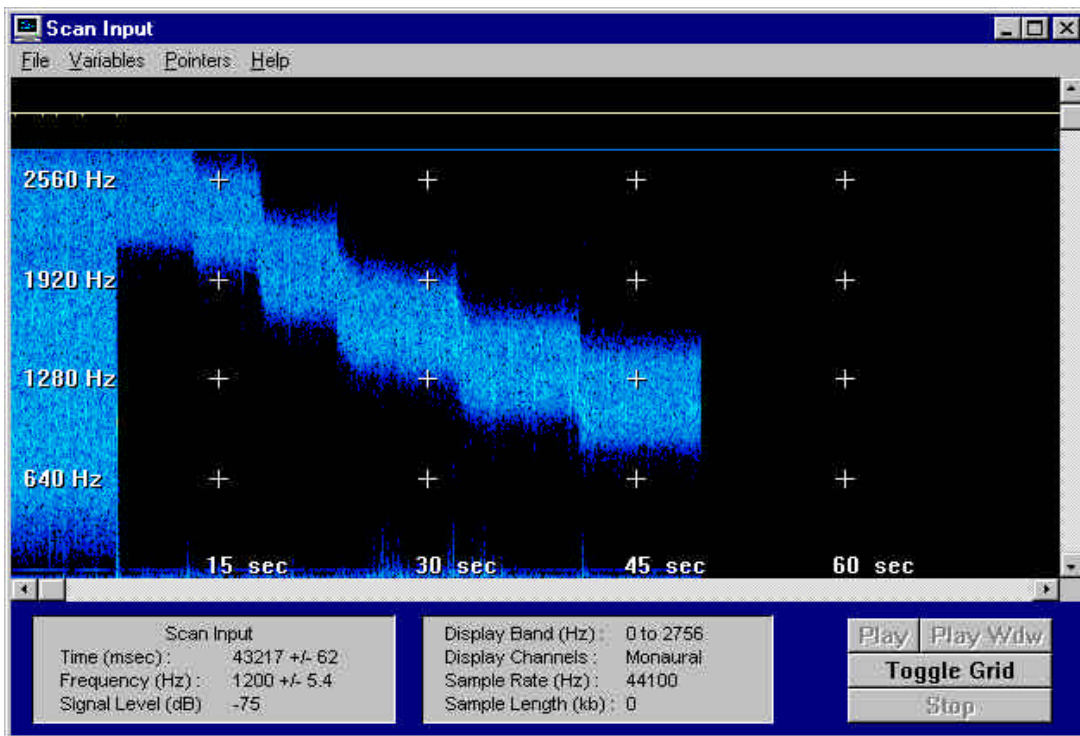 Scan Input
File Variables Pointers Help
2560 Hz
1920 Hz
1280 Hz
640 Hz
15 sec 30 sec 45 sec 60 sec
Scan Input
Time (msec) : 43217 +/- 62
Frequency (Hz) : 1200 +/- 5.4
Signal Level (dB) -75
Display Band (Hz) : 0 to 2756
Display Channels : Monaural
Sample Rate (Hz) : 44100
Sample Length (kb) : 0
Play Play Wdw
Toggle Grid
Stop